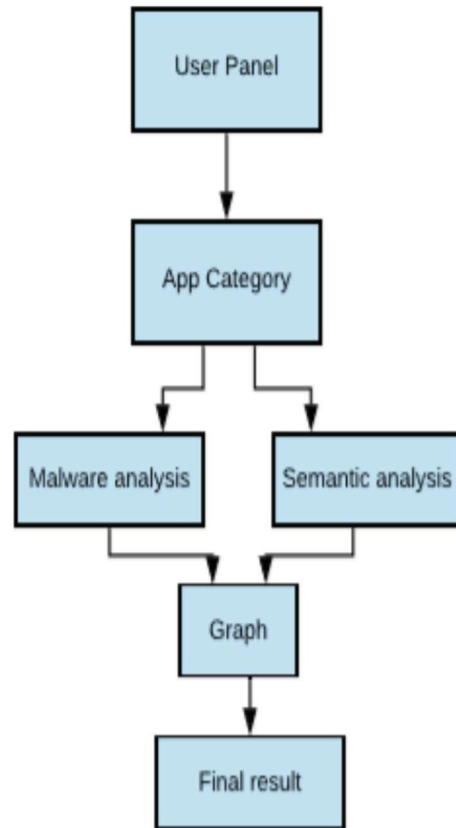 User Panel
App Category
Malware analysis
Semantic analysis
Graph
Final result